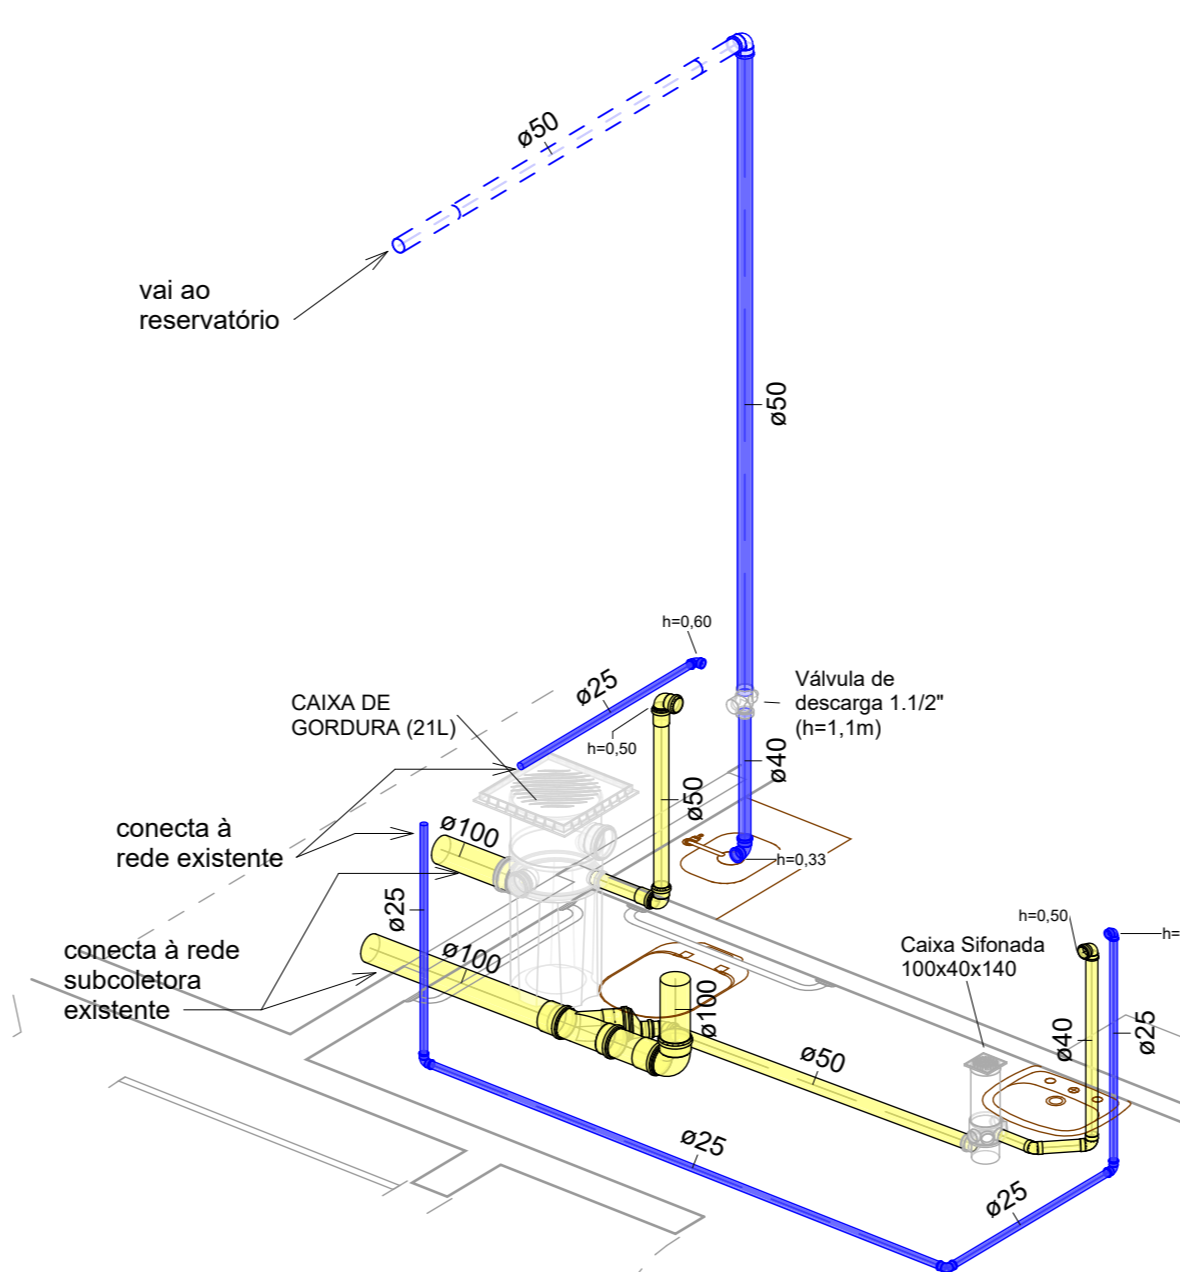 ø50
vai ao
reservatório
ø50
h=0,60
ø25
CAIXA DE
GORDURA (21L)
h=0,50
Válvula de
descarga 1.1/2"
(h=1,1m)
ø40
ø50
conecta à
rede existente
ø100
h=0,33
ø25
conecta à rede
subcoletora
existente
ø100
ø100
h=0,50
h=
Caixa Sifonada
100x40x140
ø40
ø25
ø50
ø25
ø25